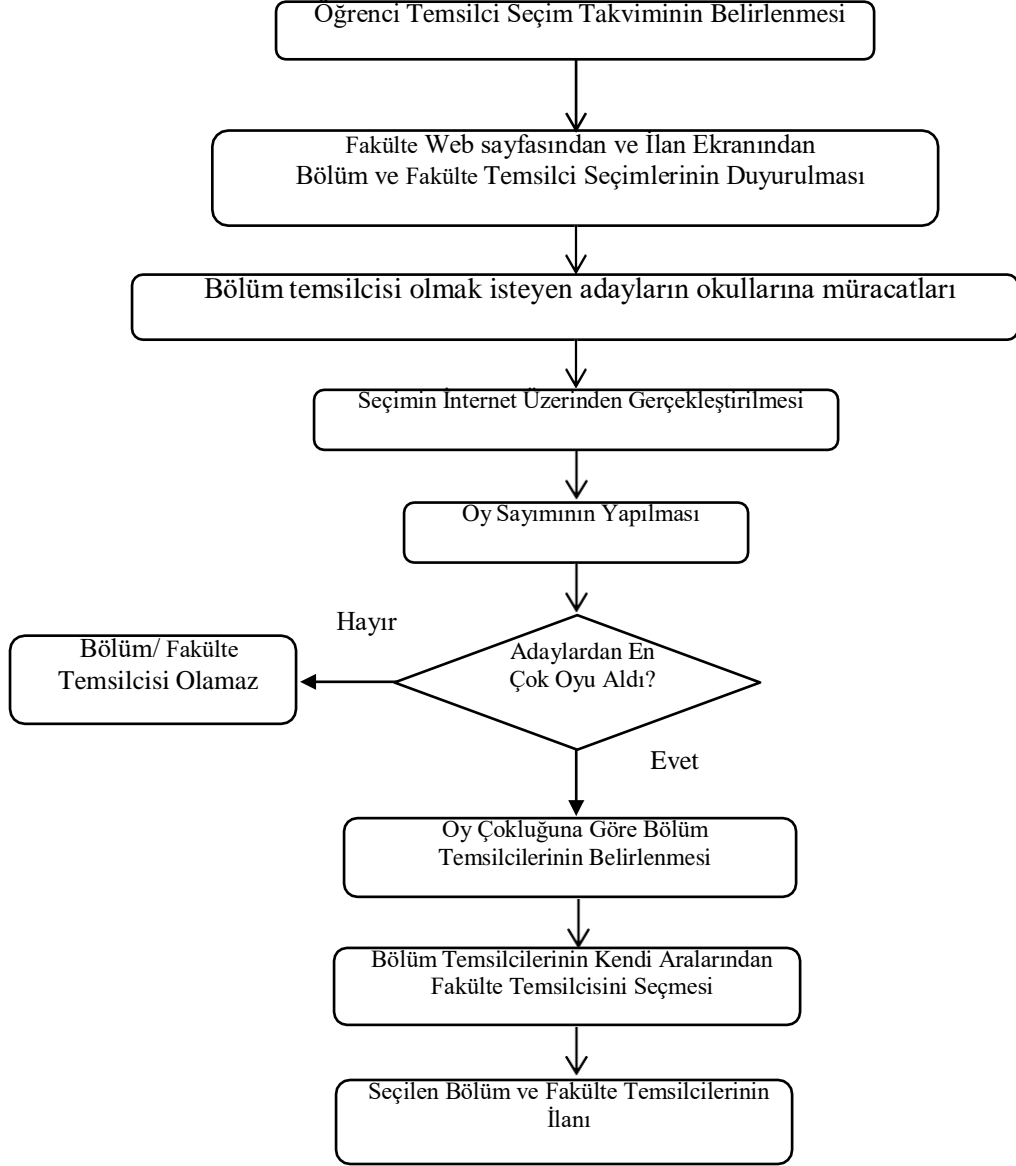 Öğrenci Temsilci Seçim Takviminin Belirlenmesi
Fakülte Web sayfasından ve İlan Ekranından
Bölüm ve Fakülte Temsilci Seçimlerinin Duyurulması
Bölüm temsilcisi olmak isteyen adayların okullarına müracatları
Seçimin İnternet Üzerinden Gerçekleştirilmesi
Oy Sayımının Yapılması
Hayır
Bölüm/ Fakülte
Temsilcisi Olamaz
Adaylardan En
Çok Oyu Aldı?
Evet
Oy Çokluğuna Göre Bölüm
Temsilcilerinin Belirlenmesi
Bölüm Temsilcilerinin Kendi Aralarından
Fakülte Temsilcisini Seçmesi
Seçilen Bölüm ve Fakülte Temsilcilerinin
İlanı